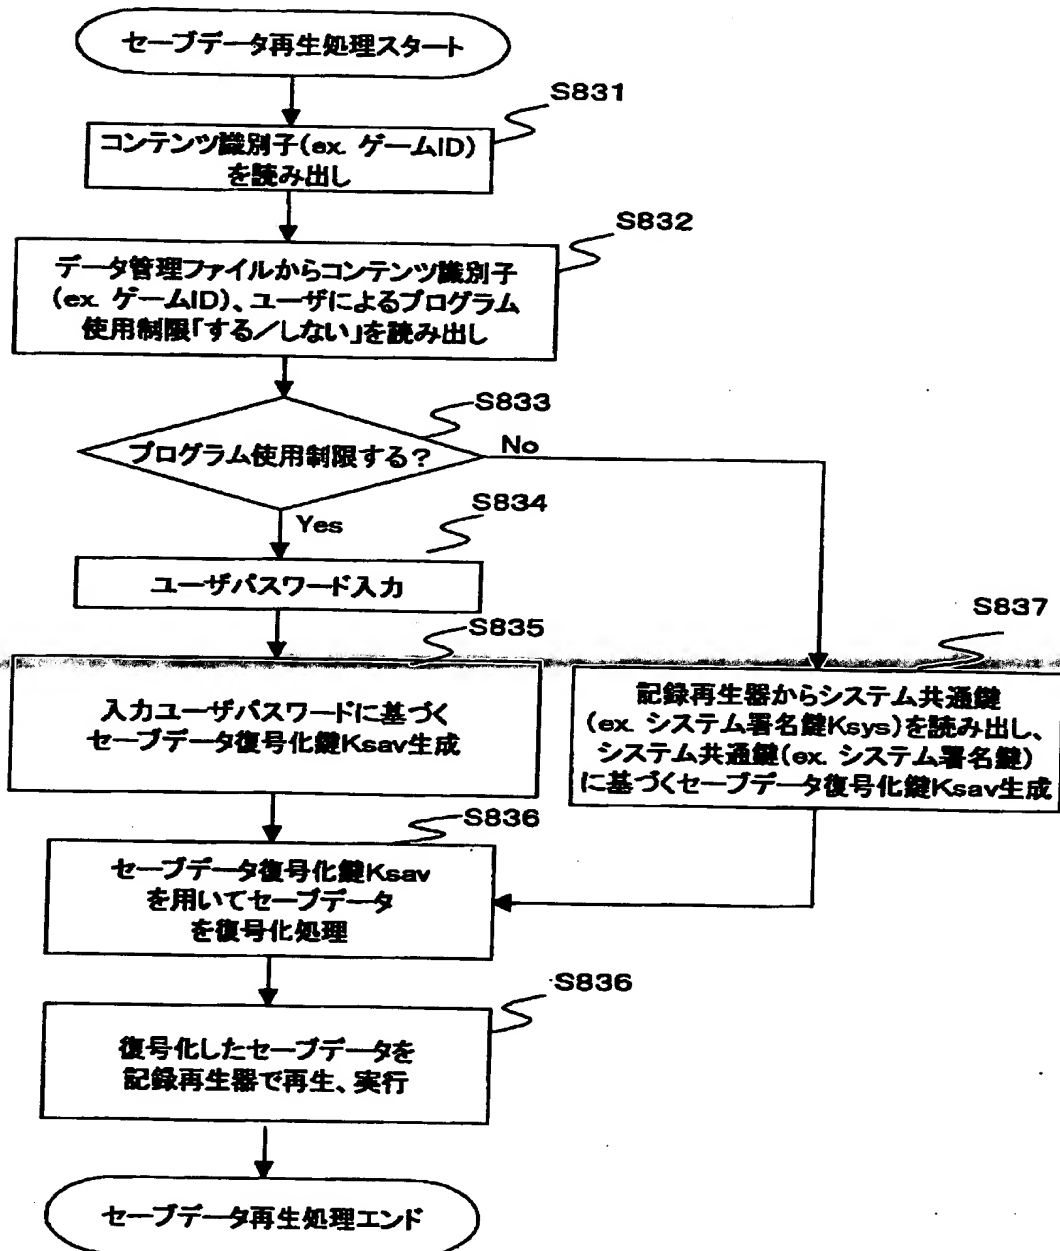 セーブデータ再生処理スタート
S831
コンテンツ識別子(ex. ゲームID)
を読み出し
S832
データ管理ファイルからコンテンツ識別子
(ex. ゲームID)、ユーザによるプログラム
使用制限「する/しない」を読み出し
S833
プログラム使用制限する?
No
Yes
S834
ユーザパスワード入力
S835
入力ユーザパスワードに基づく
セーブデータ復号化鍵Ksav生成
S837
記録再生器からシステム共通鍵
(ex. システム署名鍵Ksys)を読み出し、
システム共通鍵(ex. システム署名鍵)
に基づくセーブデータ復号化鍵Ksav生成
S836
セーブデータ復号化鍵Ksav
を用いてセーブデータ
を復号化処理
S836
復号化したセーブデータを
記録再生器で再生、実行
セーブデータ再生処理エンド